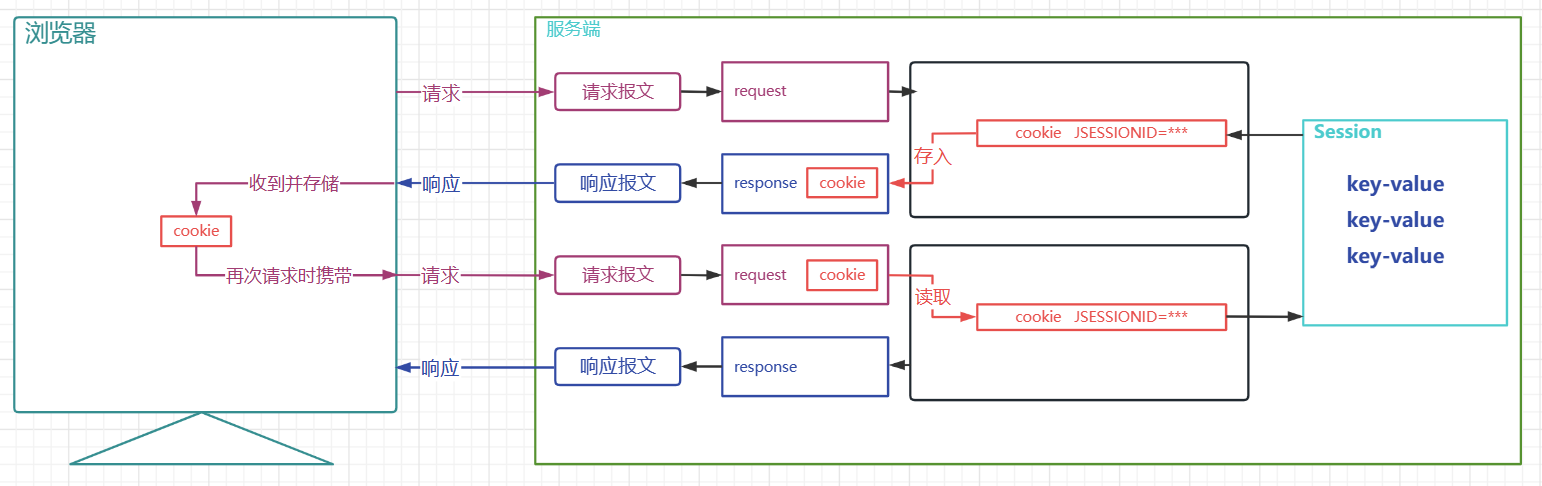 浏览器
服务端
请求
请求报文
request
cookie JSESSIONID=***
Session
存入
收到并存储
响应
响应报文
response
cookie
key-value
key-value
key-value
cookie
再次请求时携带
请求
请求报文
request
cookie
读取
cookie JSESSIONID=***
响应
响应报文
response